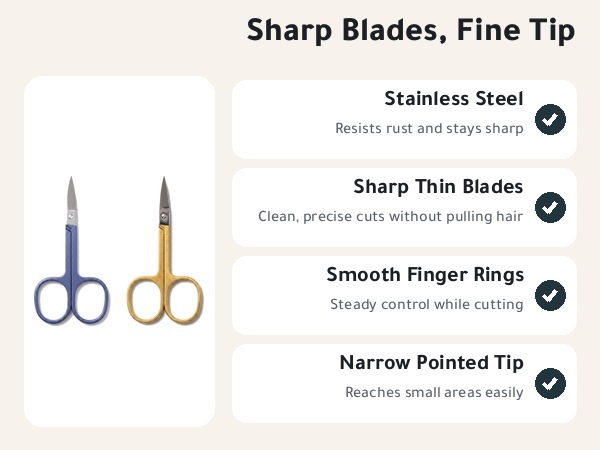 Sharp Blades, Fine Tip
Stainless Steel
Resists rust and stays sharp
Sharp Thin Blades
Clean, precise cuts without pulling hair
Smooth Finger Rings
Steady control while cutting
Narrow Pointed Tip
Reaches small areas easily